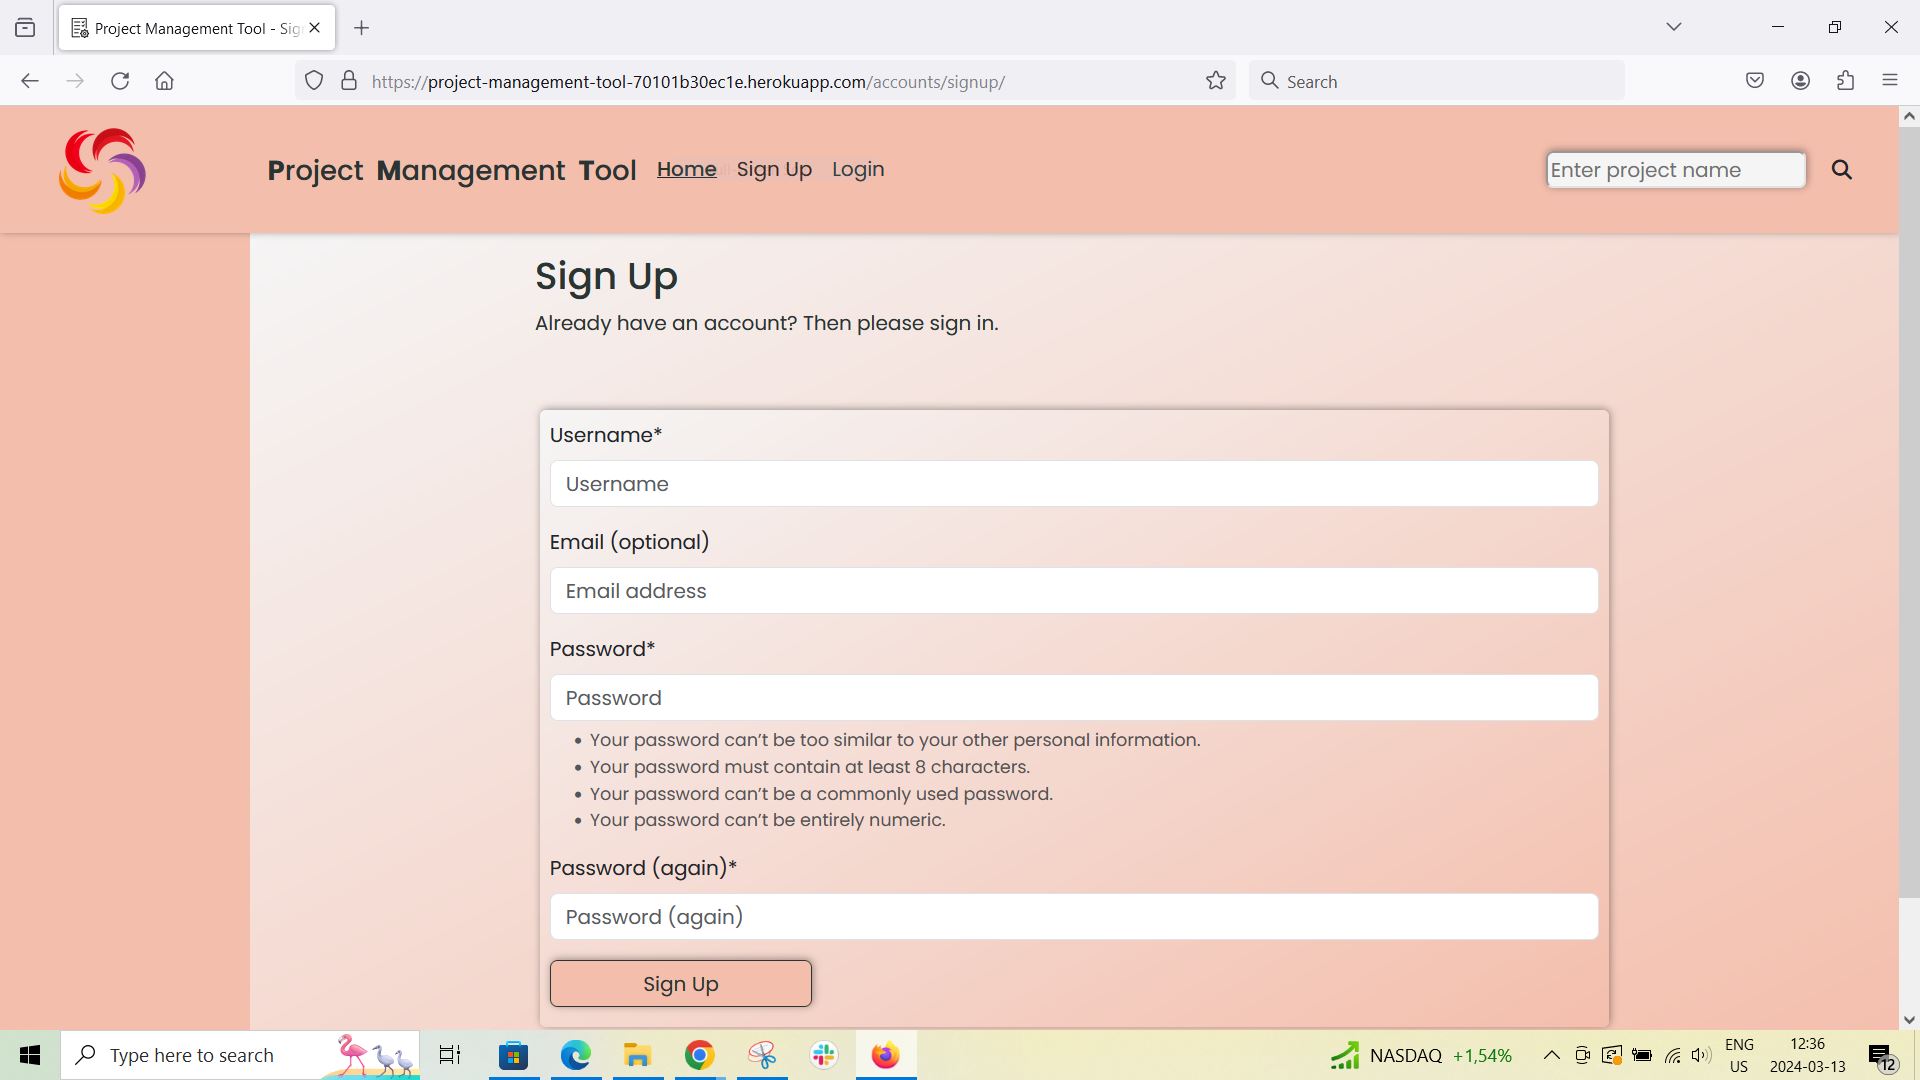 Project Management Tool - Sig
https://project-management-tool-70101b30ec1e.herokuapp.com/accounts/signup/
Search
Project Management Tool
Home
Sign Up
Login
Enter project name
Sign Up
Already have an account? Then please sign in.
Username*
Username
Email (optional)
Email address
Password*
Password
• Your password can’t be too similar to your other personal information.
• Your password must contain at least 8 characters.
• Your password can’t be a commonly used password.
• Your password can’t be entirely numeric.
Password (again)*
Password (again)
Sign Up
Type here to search
NASDAQ +1,54%
ENG
US
12:36
2024-03-13
12